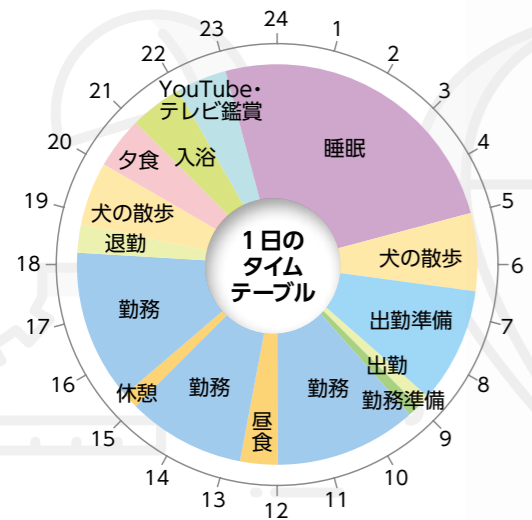 24
1
2
3
4
5
6
7
8
9
10
11
12
13
14
15
16
17
18
19
20
21
22
23
1日の
タイム
テーブル
睡眠
犬の散歩
出勤準備
出勤
勤務準備
勤務
昼
食
勤務
休憩
勤務
退勤
犬の散歩
夕食
入浴
YouTube・
テレビ鑑賞